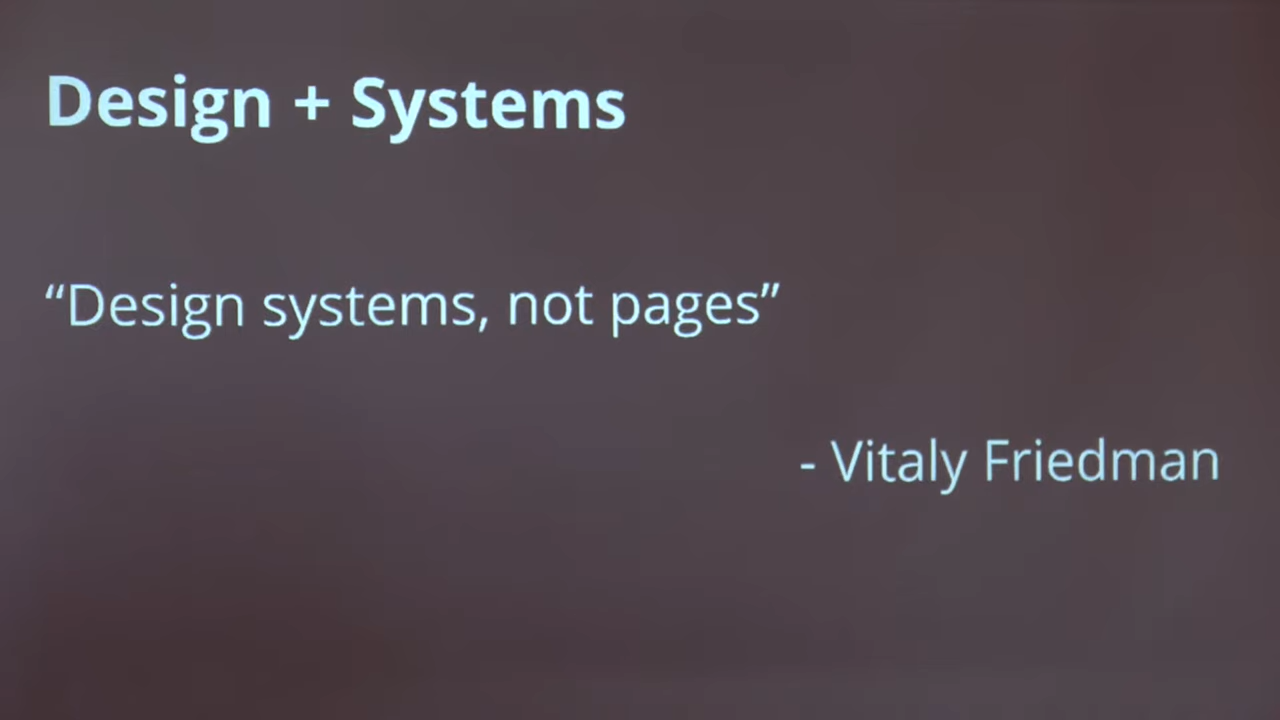 Design + Systems
“Design systems, not pages”
- Vitaly Friedman